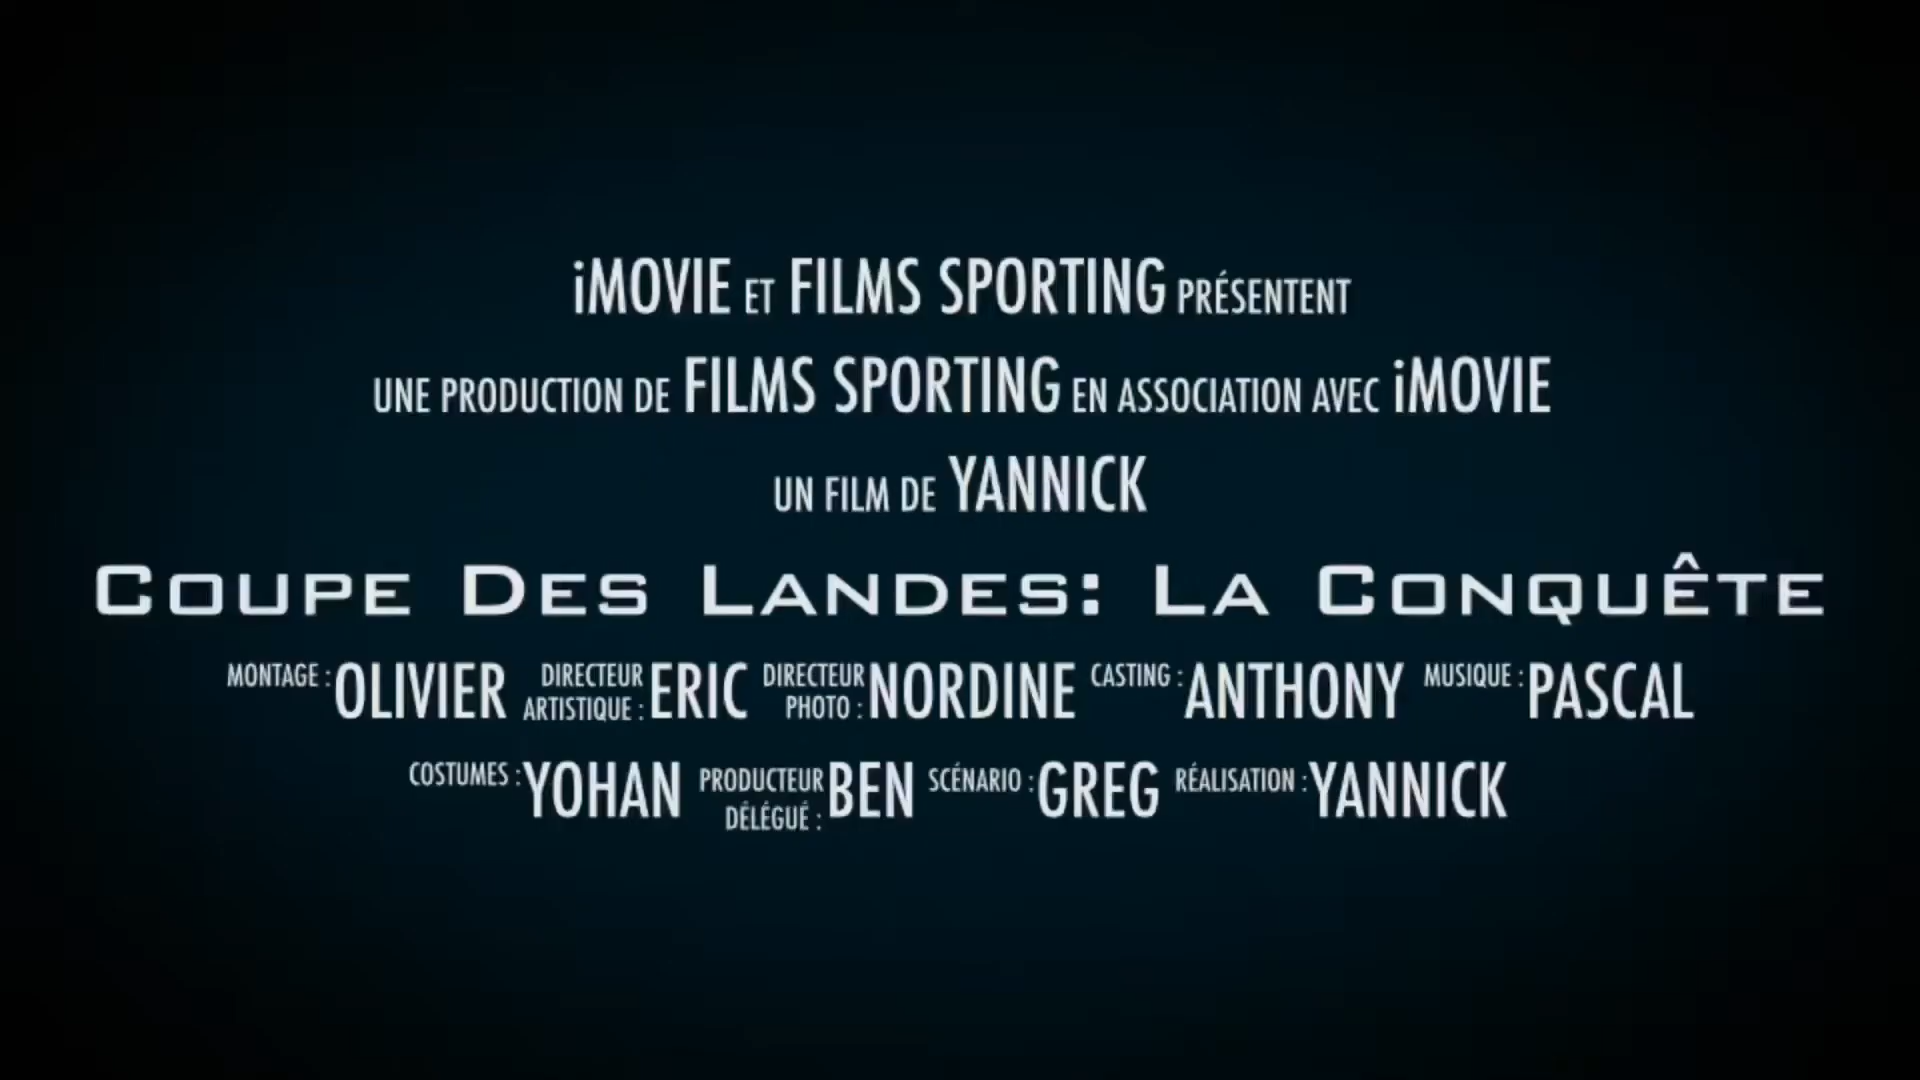 iMOVIE ET FILMS SPORTING PRÉSENTENT
UNE PRODUCTION DE FILMS SPORTING EN ASSOCIATION AVEC iMOVIE
UN FILM DE YANNICK
COUPE DES LANDES: LA CONQUÊTE
MONTAGE : OLIVIER DIRECTEUR ARTISTIQUE : ERIC DIRECTEUR PHOTO : NORDINE CASTING : ANTHONY MUSIQUE : PASCAL
COSTUMES : YOHAN PRODUCTEUR DÉLÉGUÉ : BEN SCÉNARIO : GREG RÉALISATION : YANNICK